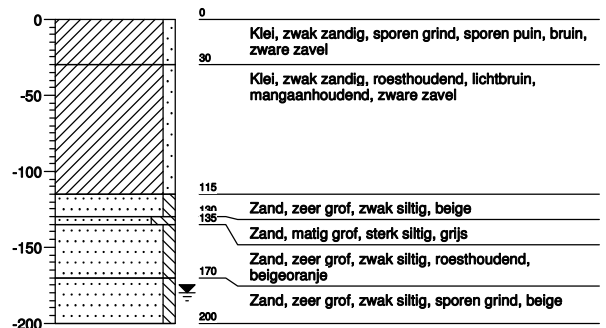 0
0
Klei, zwak zandig, sporen grind, sporen puin, bruin,
zware zavel
30
Klei, zwak zandig, roesthoudend, lichtbruin,
mangaanhoudend, zware zavel
-50
-100
115
Zand, zeer grof, zwak siltig, beige
130
135
Zand, matig grof, sterk siltig, grijs
-150
Zand, zeer grof, zwak siltig, roesthoudend,
beigeoranje
170
Zand, zeer grof, zwak siltig, sporen grind, beige
-200
200